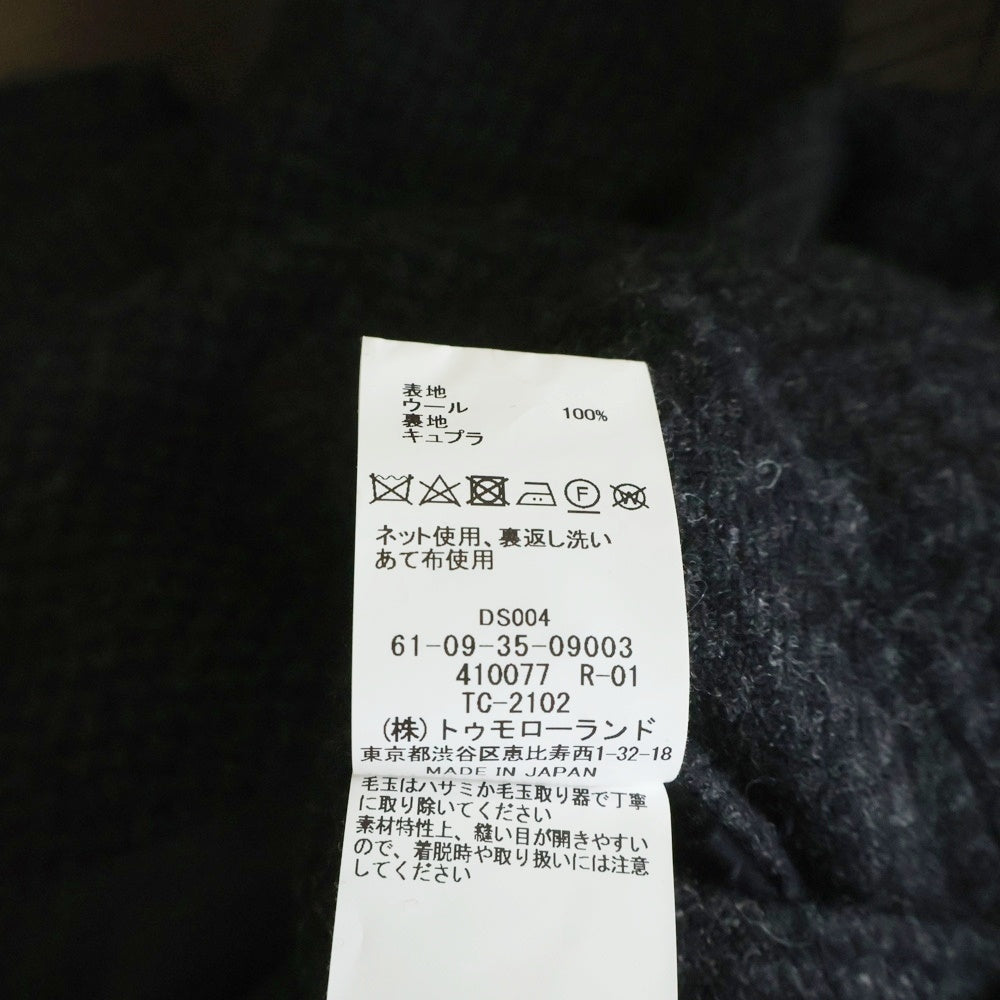 表地
ウール 100%
裏地
キュプラ
F W
ネット使用、裏返し洗い
あて布使用
DS004
61-09-35-09003
410077 R-01
TC-2102
(株)トゥモローランド
東京都渋谷区恵比寿西1-32-18
MADE IN JAPAN
毛玉はハサミか毛玉取り器で丁寧
に取り除いてください
素材特性上、縫い目が開きやすい
ので、着脱時や取り扱いには注意
してください